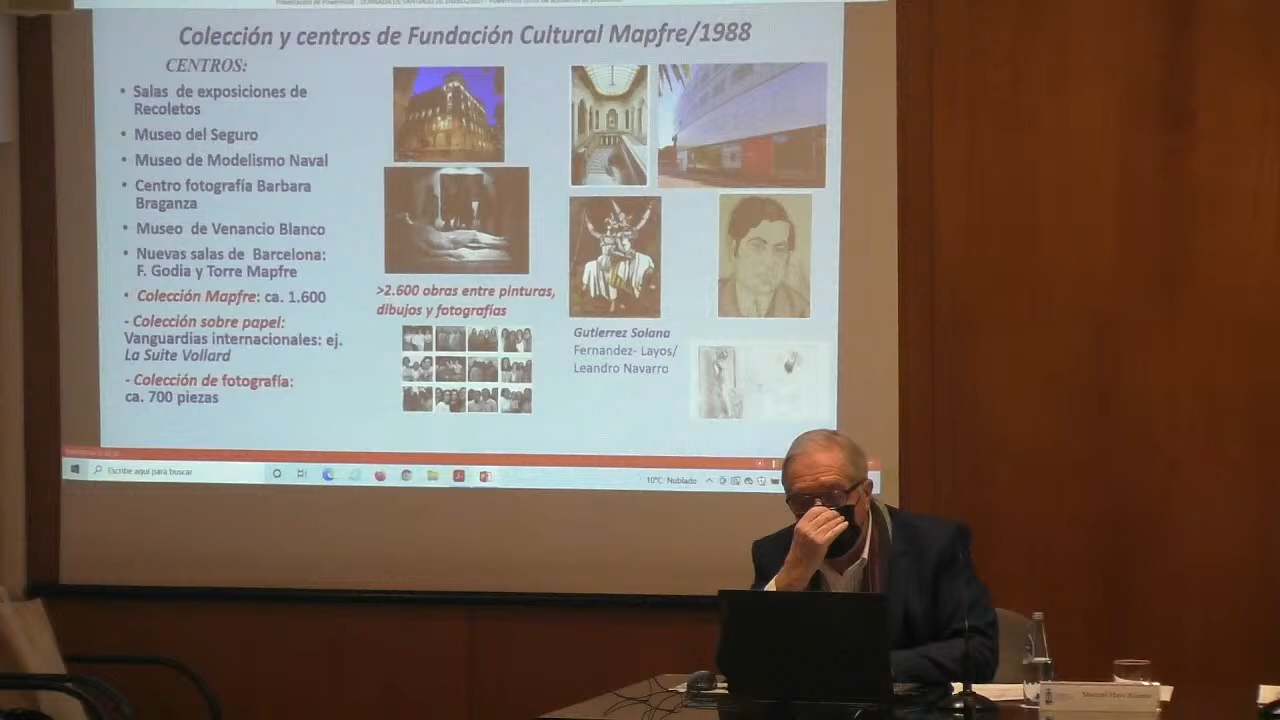 Colección y centros de Fundación Cultural Mapfre/1988
CENTROS:
• Salas de exposiciones de
Recoletos
• Museo del Seguro
• Museo de Modelismo Naval
• Centro fotografía Barbara
Braganza
• Museo de Venancio Blanco
• Nuevas salas de Barcelona:
F. Godia y Torre Mapfre
• Colección Mapfre: ca. 1.600
- Colección sobre papel:
Vanguardias internacionales: ej.
La Suite Vollard
- Colección de fotografía:
ca. 700 piezas
>2.600 obras entre pinturas,
dibujos y fotografías
Gutierrez Solana
Fernandez- Layos/
Leandro Navarro
Escribe aquí para buscar
10°C Nublado